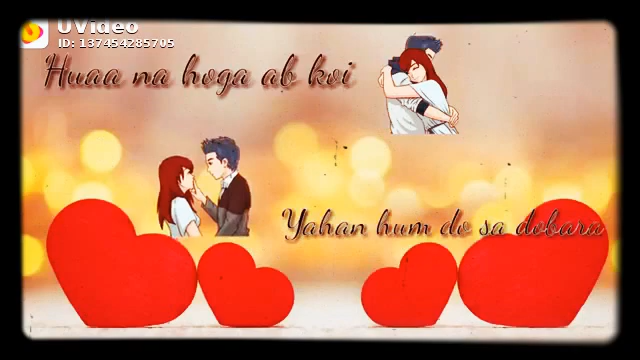 UVideo
ID: 137454285705
Huaa na hoga ab koi
Yahan hum do sa dobara